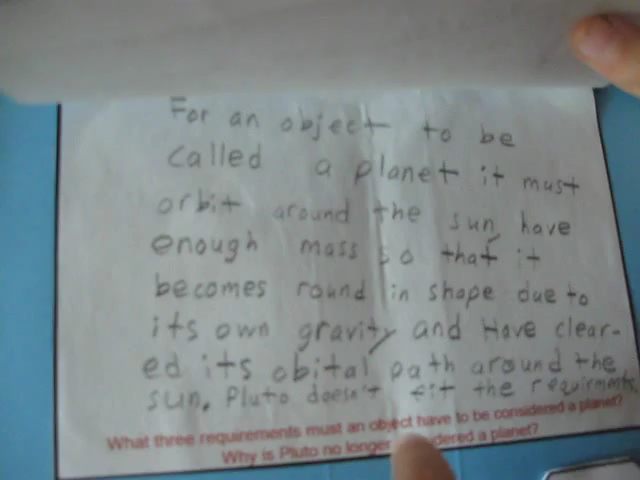 For an object to be
called a planet it must
orbit around the sun, have
enough mass so that it
becomes round in shape due to
its own gravity and Have clear-
ed its obital path around the
sun. Pluto doesn't fit the requirments.
What three requirements must an object have to be considered a planet?
Why is Pluto no longer considered a planet?